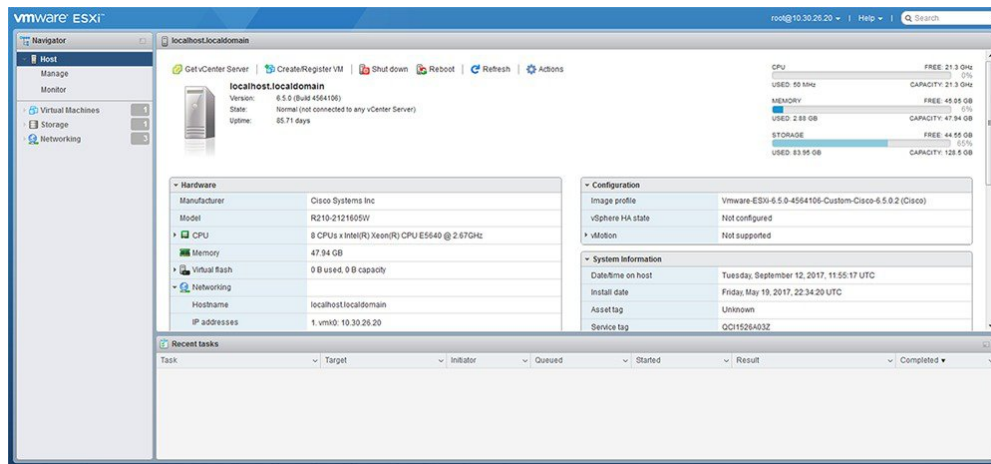 vmware ESXi™
root@10.30.26.20 | Help | Search
Navigator
localhost.localdomain
Host
Manage
Monitor
Virtual Machines 1
Storage 1
Networking 3
Get vCenter Server | Create/Register VM | Shut down Reboot | Refresh | Actions
localhost.localdomain
Version: 6.5.0 (Build 4564106)
State: Normal (not connected to any vCenter Server)
Uptime: 85.71 days
CPU FREE: 21.3 GHz
0%
USED: 50 MHz CAPACITY: 21.3 GHz
MEMORY FREE: 45.05 GB
6%
USED: 2.88 GB CAPACITY: 47.94 GB
STORAGE FREE: 44.55 GB
65%
USED: 83.95 GB CAPACITY: 128.5 GB
Hardware
Manufacturer Cisco Systems Inc
Model R210-2121605W
CPU 8 CPUs x Intel(R) Xeon(R) CPU E5640 @ 2.67GHz
Memory 47.94 GB
Virtual flash 0 B used, 0 B capacity
Networking
Hostname localhost.localdomain
IP addresses 1. vmk0: 10.30.26.20
Configuration
Image profile Vmware-ESXi-6.5.0-4564106-Custom-Cisco-6.5.0.2 (Cisco)
vSphere HA state Not configured
vMotion Not supported
System Information
Date/time on host Tuesday, September 12, 2017, 11:55:17 UTC
Install date Friday, May 19, 2017, 22:34:20 UTC
Asset tag Unknown
Service tag QCI1526A03Z
Recent tasks
Task Target Initiator Queued Started Result Completed